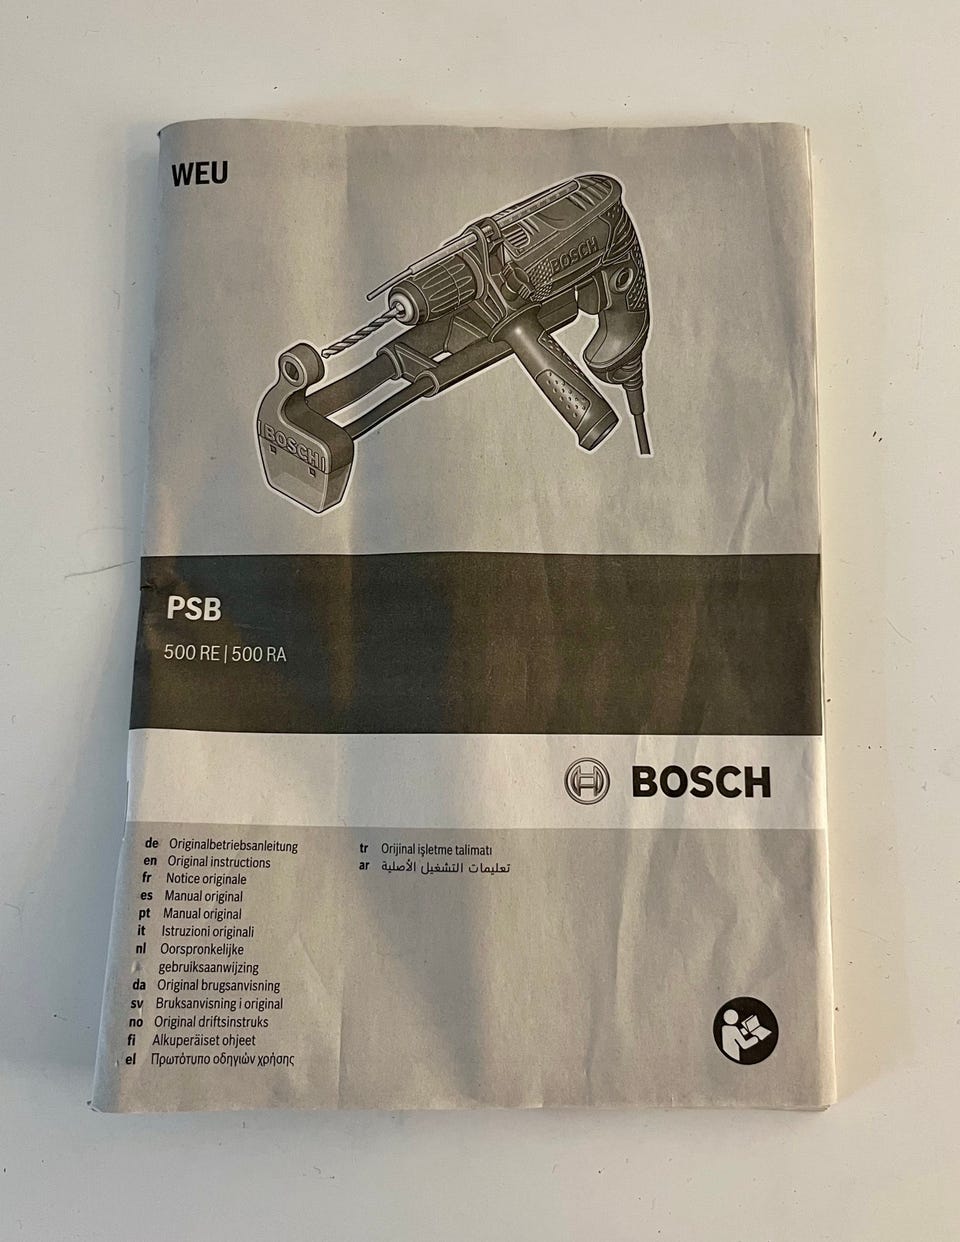 WEU
BOSCH
BOSCH
PSB
500 RE | 500 RA
BOSCH
de Originalbetriebsanleitung
en Original instructions
fr Notice originale
es Manual original
pt Manual original
it Istruzioni originali
nl Oorspronkelijke
gebruiksaanwijzing
da Original brugsanvisning
sv Bruksanvisning i original
no Original driftsinstruks
fi Alkuperäiset ohjeet
el Πρωτότυπο οδηγιών χρήσης
tr Orijinal işletme talimatı
ar تعليمات التشغيل الأصلية